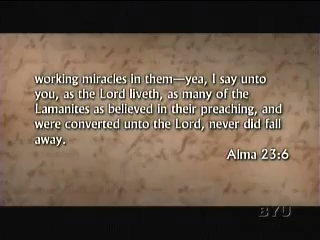 working miracles in them—yea, I say unto
you, as the Lord liveth, as many of the
Lamanites as believed in their preaching, and
were converted unto the Lord, never did fall
away.
Alma 23:6
BYU